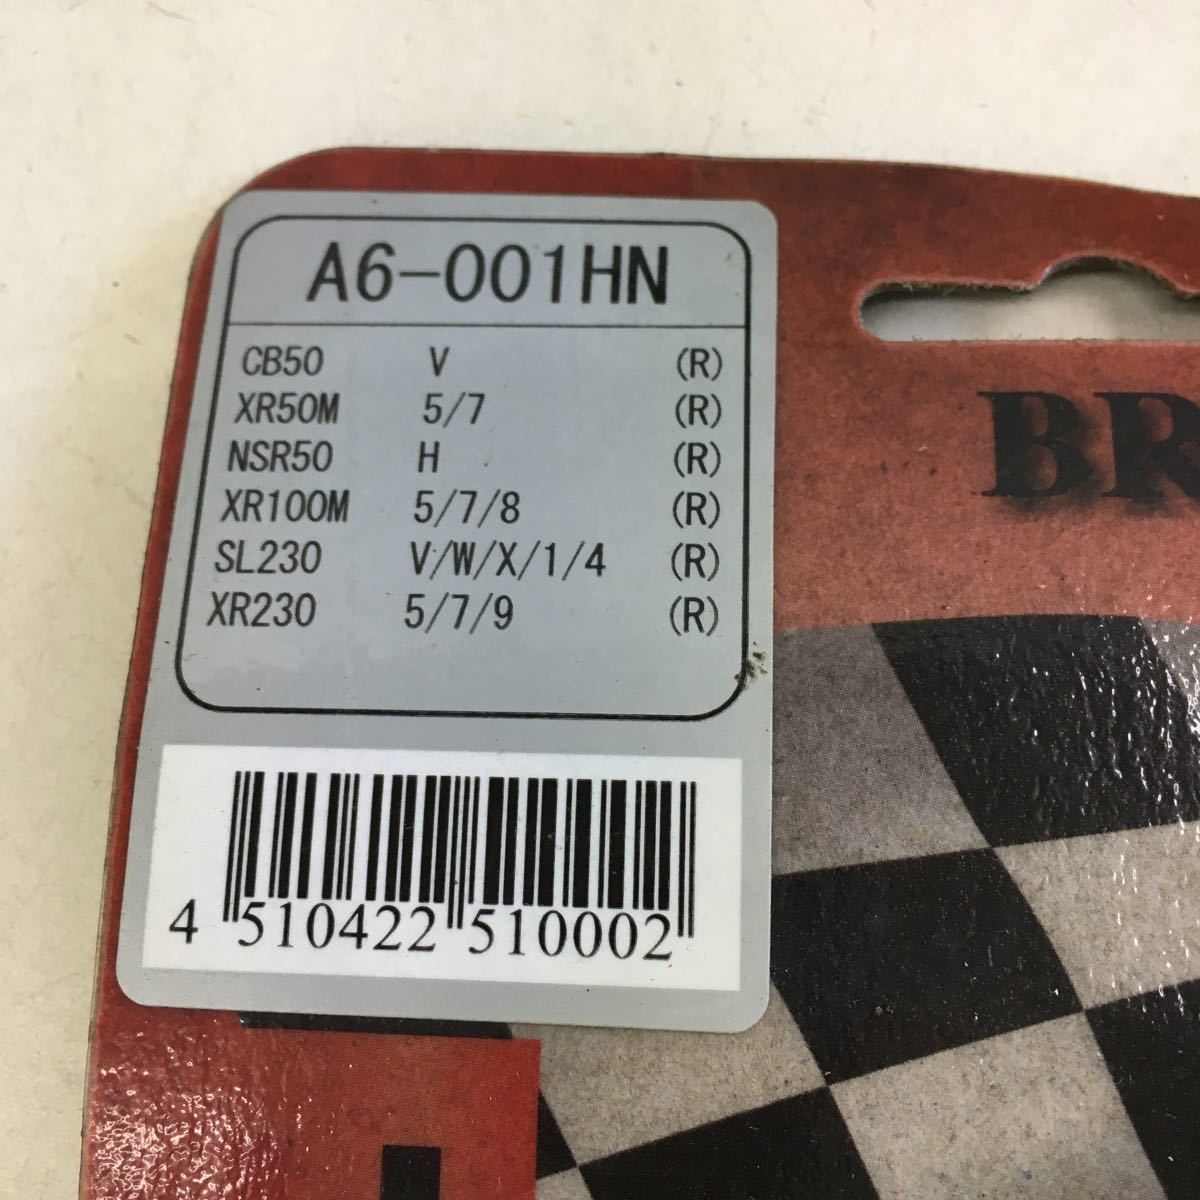 A6-001HN
CB50 V (R)
XR50M 5/7 (R)
NSR50 H (R)
XR100M 5/7/8 (R)
SL230 V/W/X/1/4 (R)
XR230 5/7/9 (R)
4 510422 510002